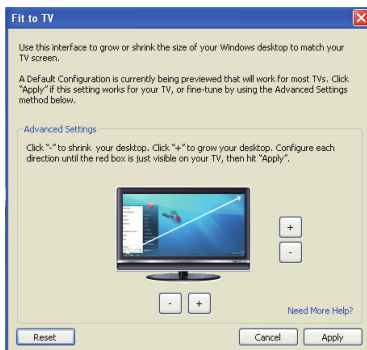 Fit to TV
Use this interface to grow or shrink the size of your Windows desktop to match your
TV screen.
A Default Configuration is currently being previewed that will work for most TVs. Click
"Apply" if this setting works for your TV, or fine-tune by using the Advanced Settings
method below.
Advanced Settings
Click "-" to shrink your desktop. Click "+" to grow your desktop. Configure each
direction until the red box is just visible on your TV, then hit "Apply".
+
-
- +
Need More Help?
Reset Cancel Apply